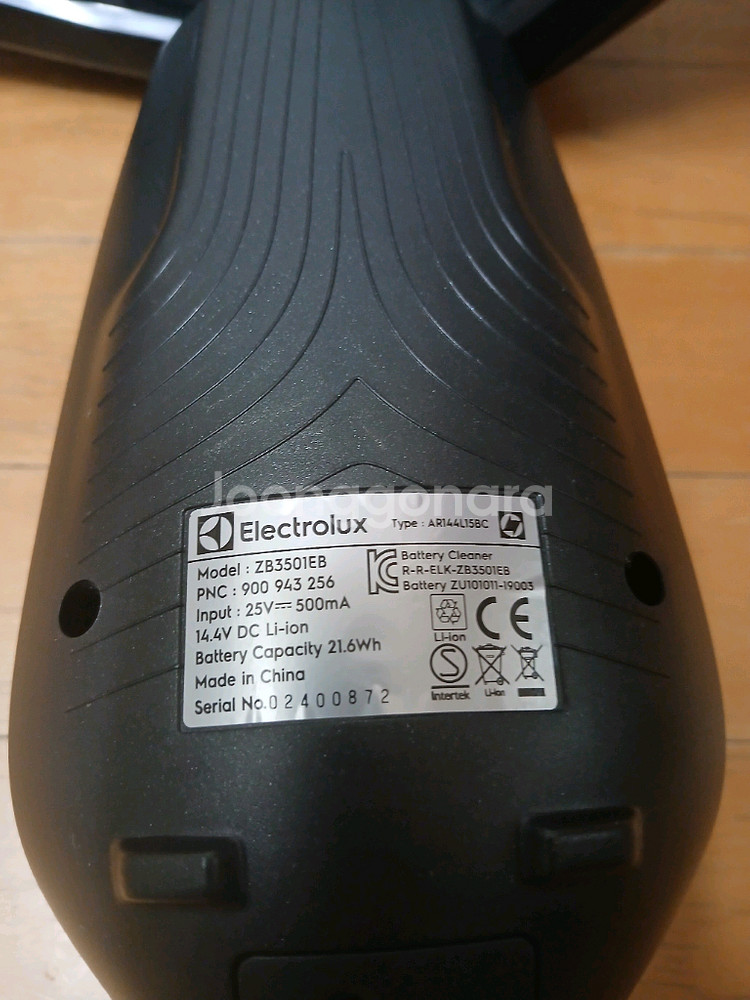 Joonagonara
Electrolux Type : AR144L15BC
Model : ZB3501EB
PNC : 900 943 256
Input : 25V⎓ 500mA
14.4V DC Li-ion
Battery Capacity 21.6Wh
Made in China
Serial No.02400872
Battery Cleaner
R-R-ELK-ZB3501EB
Battery ZU101011-19003
Li-ion
CE
Intertek
Li-ion